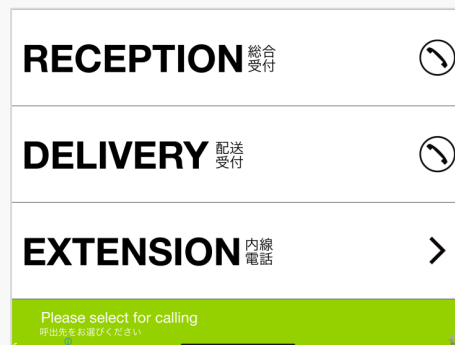 RECEPTION 総合
受付
DELIVERY 配送
受付
EXTENSION 内線
電話
Please select for calling
呼出先をお選びください